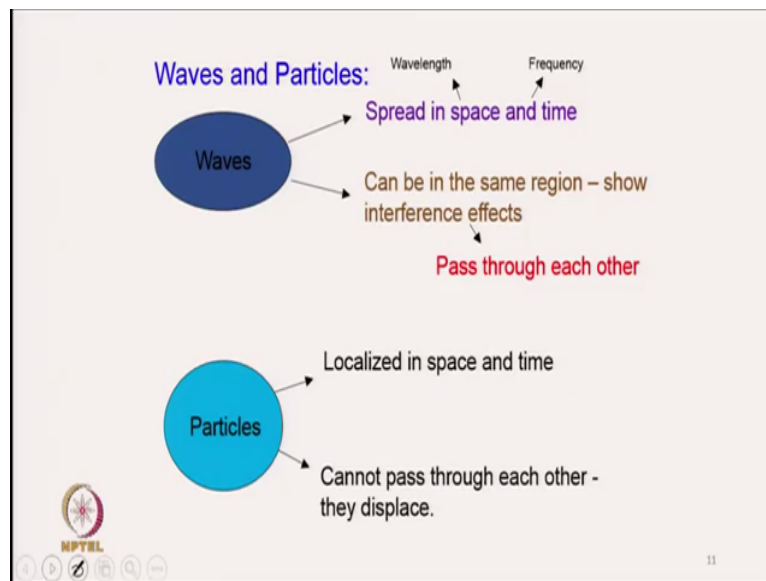 Waves and Particles:
Wavelength
Frequency
Waves
Spread in space and time
Can be in the same region – show
interference effects
Pass through each other
Particles
Localized in space and time
Cannot pass through each other -
they displace.
NPTEL
11